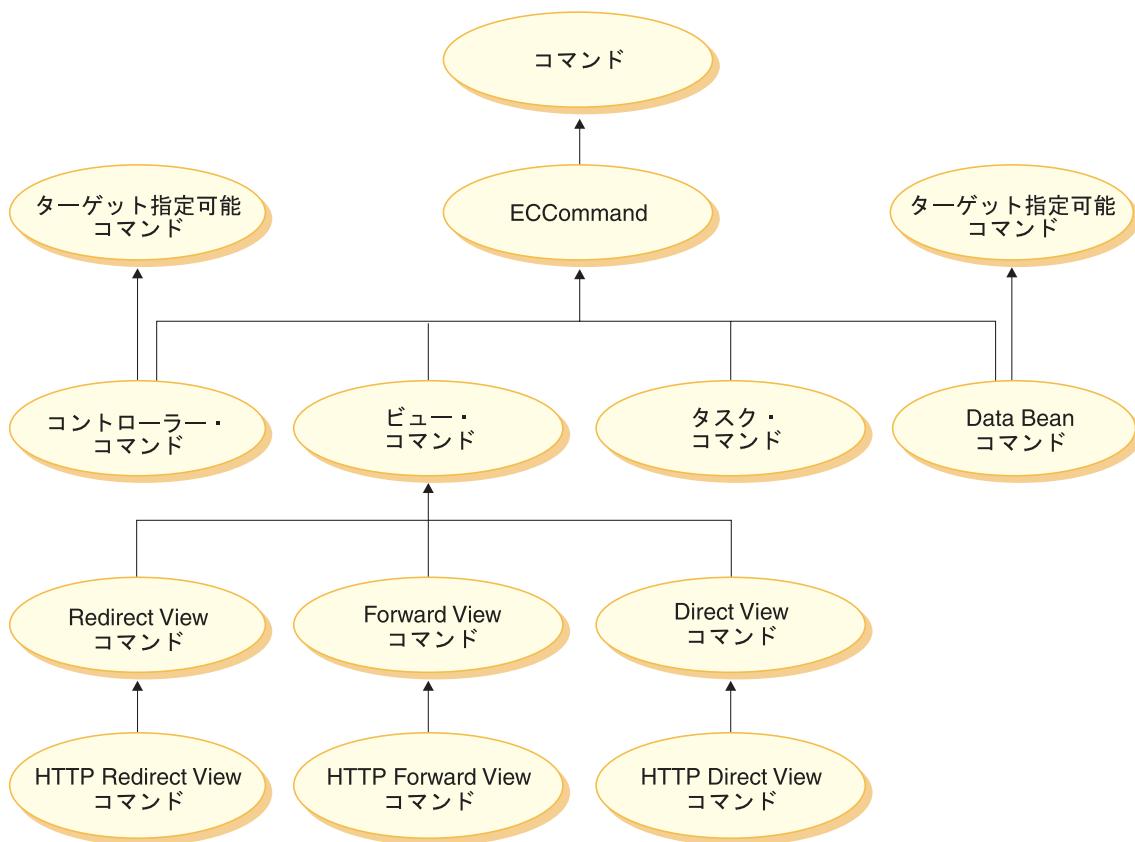 コマンド
ターゲット指定可能
コマンド
ECCommand
ターゲット指定可能
コマンド
コントローラー・
コマンド
ビュー・
コマンド
タスク・
コマンド
Data Bean
コマンド
Redirect View
コマンド
Forward View
コマンド
Direct View
コマンド
HTTP Redirect View
コマンド
HTTP Forward View
コマンド
HTTP Direct View
コマンド